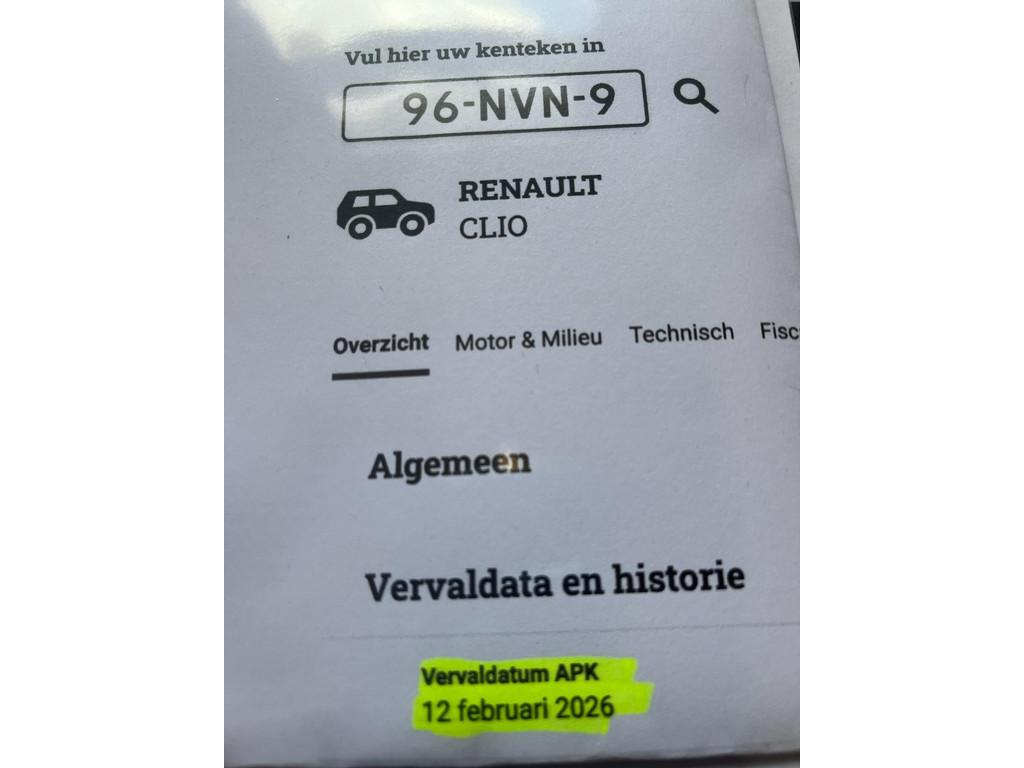 Vul hier uw kenteken in
96-NVN-9
RENAULT
CLIO
Overzicht Motor & Milieu Technisch Fisc
Algemeen
Vervaldata en historie
Vervaldatum APK
12 februari 2026